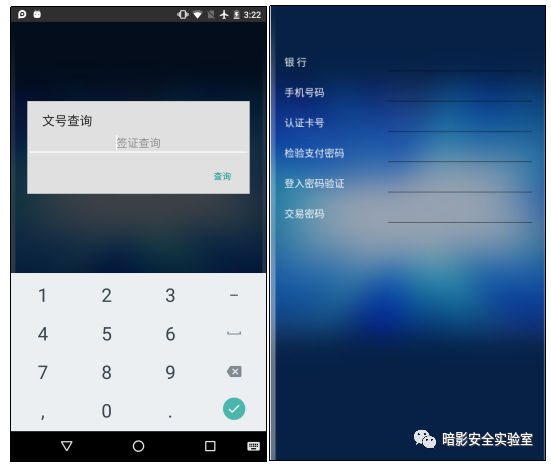 3:22
文号查询
签证查询
查询
1 2 3 –
4 5 6
7 8 9
, 0 .
银 行
手机号码
认证卡号
检验支付密码
登入密码验证
交易密码
暗影安全实验室